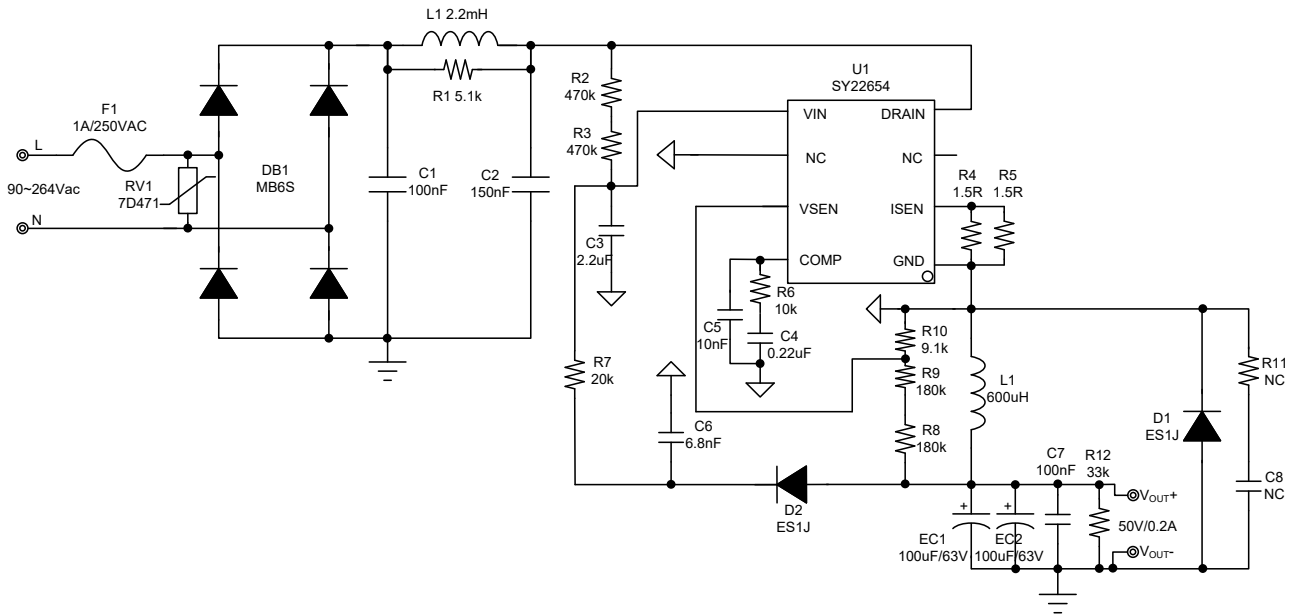 L1 2.2mH
R1 5.1k
F1
1A/250VAC
L
90~264Vac
N
RV1
7D471
DB1
MB6S
C1
100nF
C2
150nF
R2
470k
R3
470k
C3
2.2uF
U1
SY22654
VIN
DRAIN
NC
NC
VSEN
ISEN
COMP
GND
R4
1.5R
R5
1.5R
R6
10k
C5
10nF
C4
0.22uF
R7
20k
C6
6.8nF
R10
9.1k
R9
180k
R8
180k
L1
600uH
D1
ES1J
R11
NC
C8
NC
D2
ES1J
C7
100nF
R12
33k
+
EC1
100uF/63V
+
EC2
100uF/63V
VOUT+
50V/0.2A
VOUT-